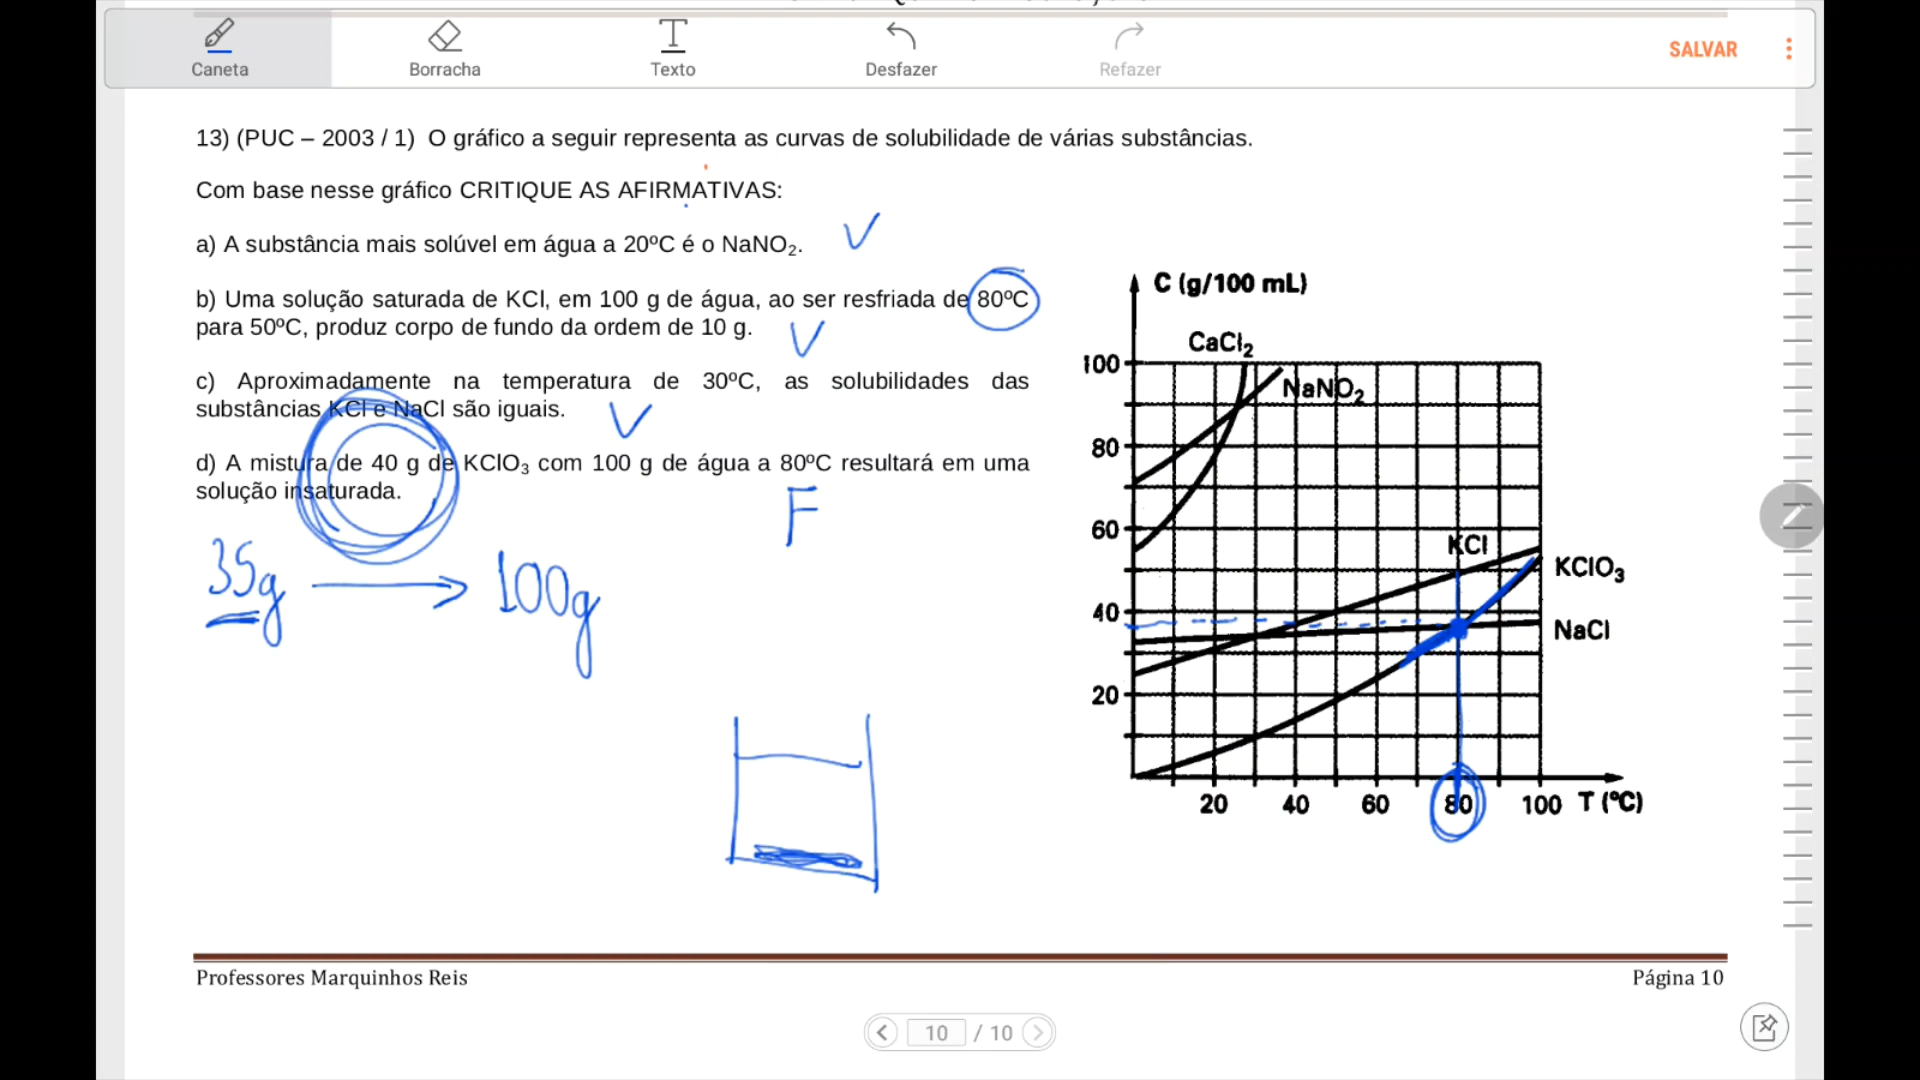 Caneta
Borracha
Texto
Desfazer
Refazer
SALVAR
13) (PUC – 2003 / 1)  O gráfico a seguir representa as curvas de solubilidade de várias substâncias.
Com base nesse gráfico CRITIQUE AS AFIRMATIVAS:
a) A substância mais solúvel em água a 20ºC é o NaNO₂. V
b) Uma solução saturada de KCl, em 100 g de água, ao ser resfriada de 80ºC
para 50ºC, produz corpo de fundo da ordem de 10 g. V
c) Aproximadamente na temperatura de 30ºC, as solubilidades das
substâncias KCl e NaCl são iguais. V
d) A mistura de 40 g de KClO₃ com 100 g de água a 80ºC resultará em uma
solução insaturada. F
35g → 100g
C (g/100 mL)
CaCl₂
100
NaNO₂
80
60
KCl
KClO₃
40
NaCl
20
20 40 60 80 100 T (ºC)
Professores Marquinhos Reis
Página 10
10 / 10